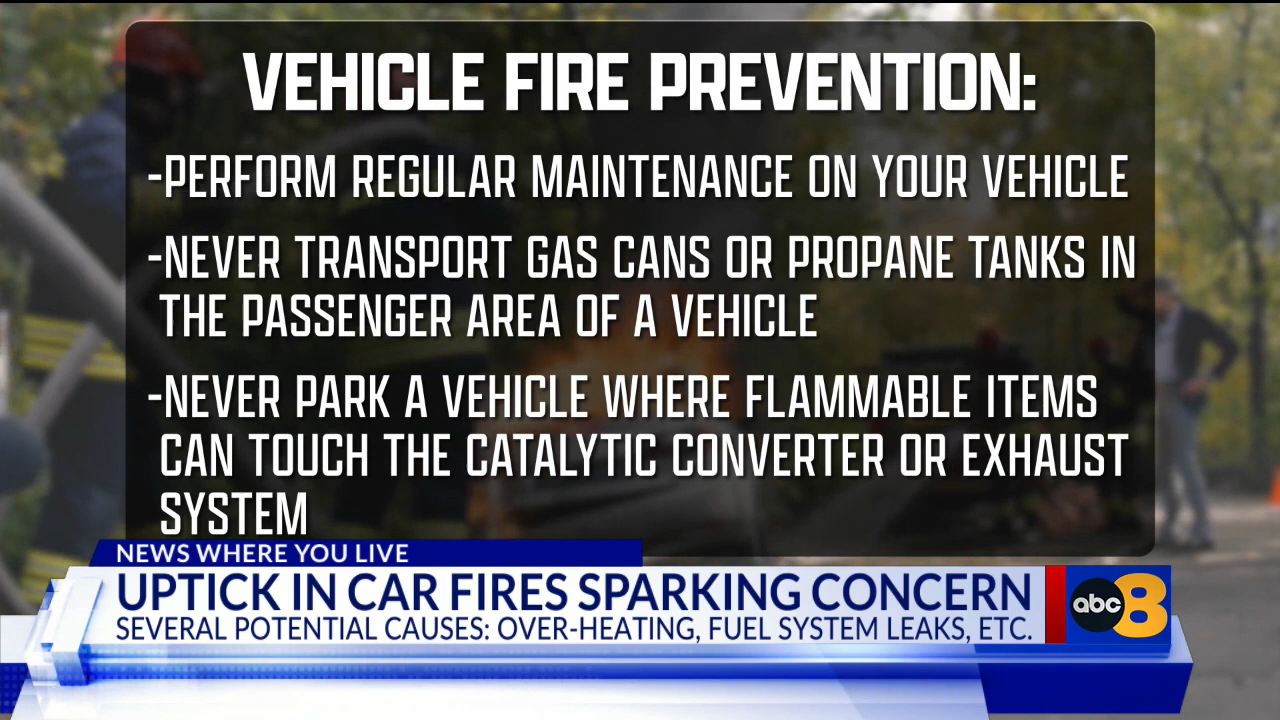 VEHICLE FIRE PREVENTION:
-PERFORM REGULAR MAINTENANCE ON YOUR VEHICLE
-NEVER TRANSPORT GAS CANS OR PROPANE TANKS IN
THE PASSENGER AREA OF A VEHICLE
-NEVER PARK A VEHICLE WHERE FLAMMABLE ITEMS
CAN TOUCH THE CATALYTIC CONVERTER OR EXHAUST
SYSTEM
NEWS WHERE YOU LIVE
UPTICK IN CAR FIRES SPARKING CONCERN
SEVERAL POTENTIAL CAUSES: OVER-HEATING, FUEL SYSTEM LEAKS, ETC.
abc 8